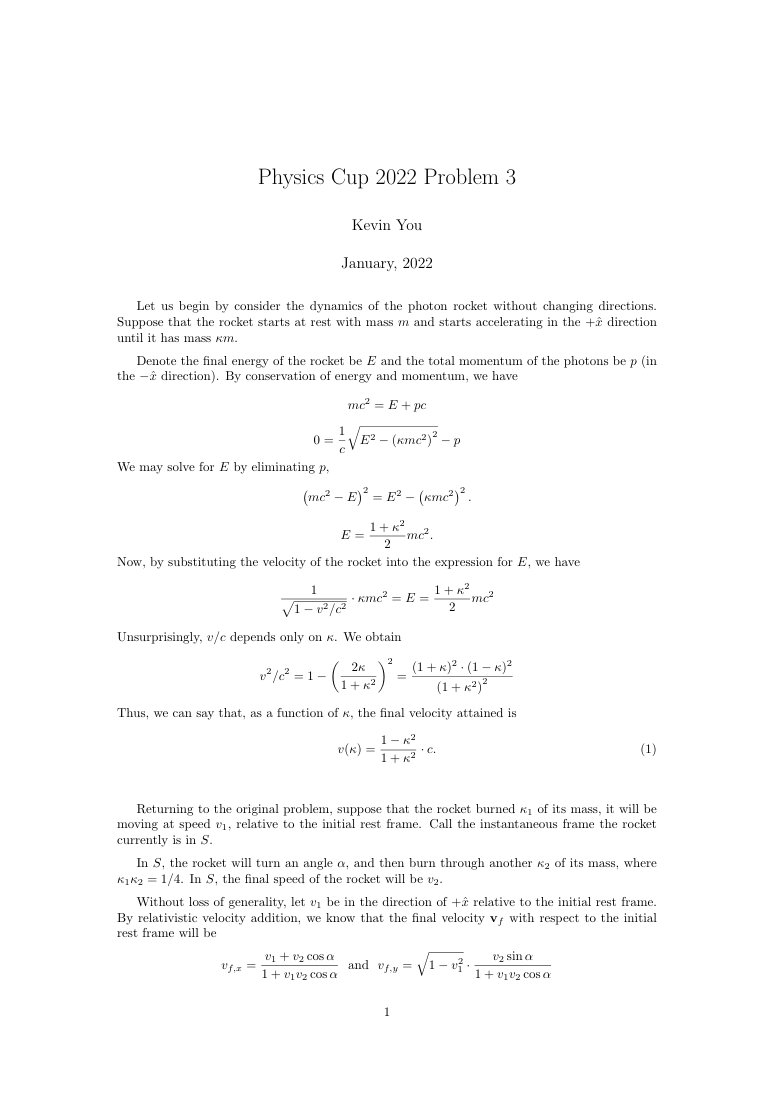 Physics Cup 2022 Problem 3
Kevin You
January, 2022
Let us begin by consider the dynamics of the photon rocket without changing directions.
Suppose that the rocket starts at rest with mass m and starts accelerating in the +x̂ direction
until it has mass κm.
Denote the final energy of the rocket be E and the total momentum of the photons be p (in
the −x̂ direction). By conservation of energy and momentum, we have
mc² = E + pc
0 = 1/c √(E² − (κmc²)²) − p
We may solve for E by eliminating p,
(mc² − E)² = E² − (κmc²)².
E = (1 + κ²)/2 mc².
Now, by substituting the velocity of the rocket into the expression for E, we have
1/√(1 − v²/c²) · κmc² = E = (1 + κ²)/2 mc²
Unsurprisingly, v/c depends only on κ. We obtain
v²/c² = 1 − (2κ/(1 + κ²))² = (1 + κ)² · (1 − κ)²/(1 + κ²)²
Thus, we can say that, as a function of κ, the final velocity attained is
v(κ) = (1 − κ²)/(1 + κ²) · c. (1)
Returning to the original problem, suppose that the rocket burned κ₁ of its mass, it will be
moving at speed v₁, relative to the initial rest frame. Call the instantaneous frame the rocket
currently is in S.
In S, the rocket will turn an angle α, and then burn through another κ₂ of its mass, where
κ₁κ₂ = 1/4. In S, the final speed of the rocket will be v₂.
Without loss of generality, let v₁ be in the direction of +x̂ relative to the initial rest frame.
By relativistic velocity addition, we know that the final velocity v_f with respect to the initial
rest frame will be
v_{f,x} = (v₁ + v₂ cos α)/(1 + v₁v₂ cos α) and v_{f,y} = √(1 − v₁²) · (v₂ sin α)/(1 + v₁v₂ cos α)
1